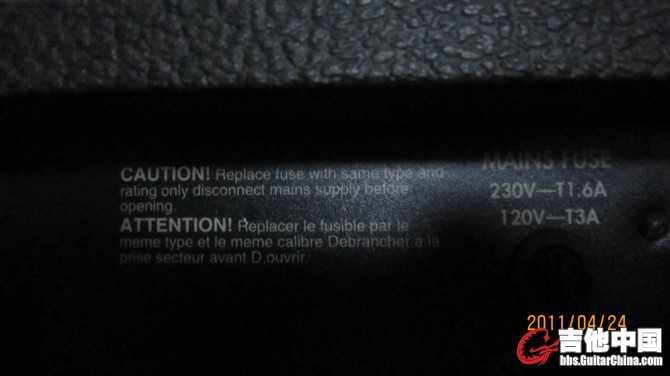 CAUTION! Replace fuse with same type and
rating only disconnect mains supply before
opening.
ATTENTION! Replacer le fusible par le
meme type et le meme calibre Debrancher a la
prise secteur avant D,ouvrir.
MAINS FUSE
230V—T1.6A
120V—T3A
2011/04/24
吉他中国
bbs.GuitarChina.com